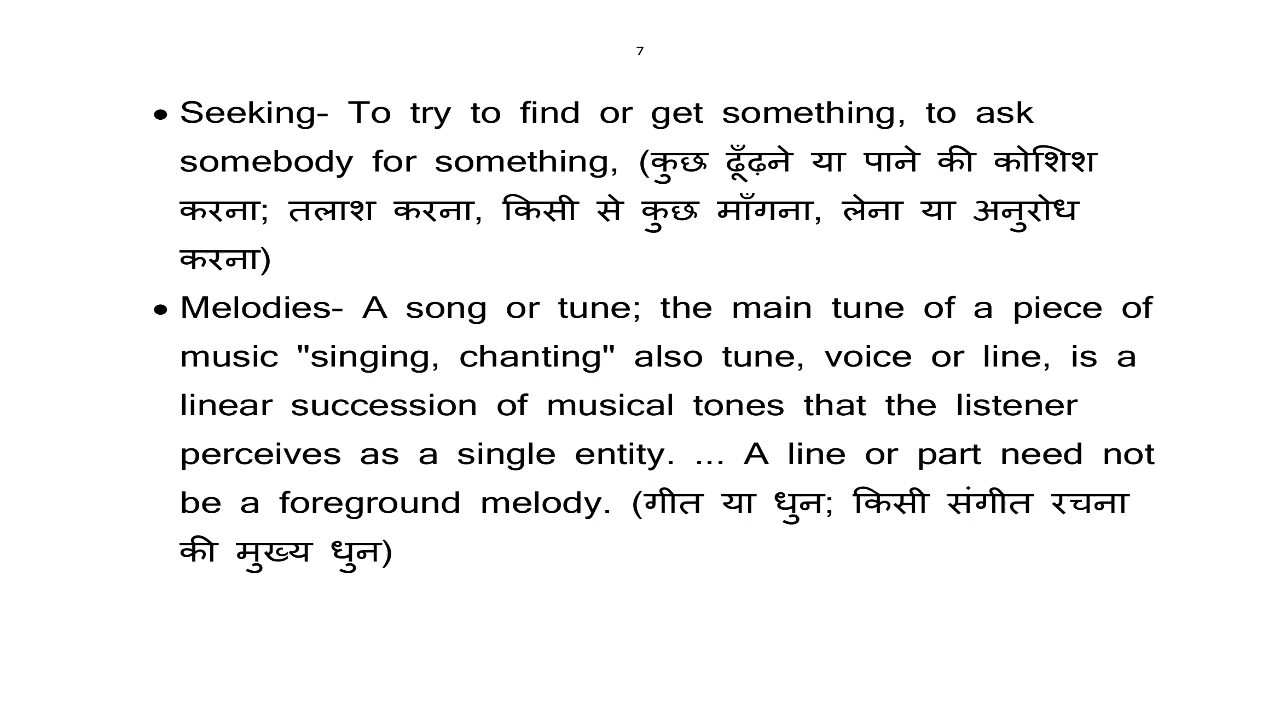 7
• Seeking- To try to find or get something, to ask
somebody for something, (कुछ ढूँढ़ने या पाने की कोशिश
करना; तलाश करना, किसी से कुछ माँगना, लेना या अनुरोध
करना)
• Melodies- A song or tune; the main tune of a piece of
music "singing, chanting" also tune, voice or line, is a
linear succession of musical tones that the listener
perceives as a single entity. ... A line or part need not
be a foreground melody. (गीत या धुन; किसी संगीत रचना
की मुख्य धुन)